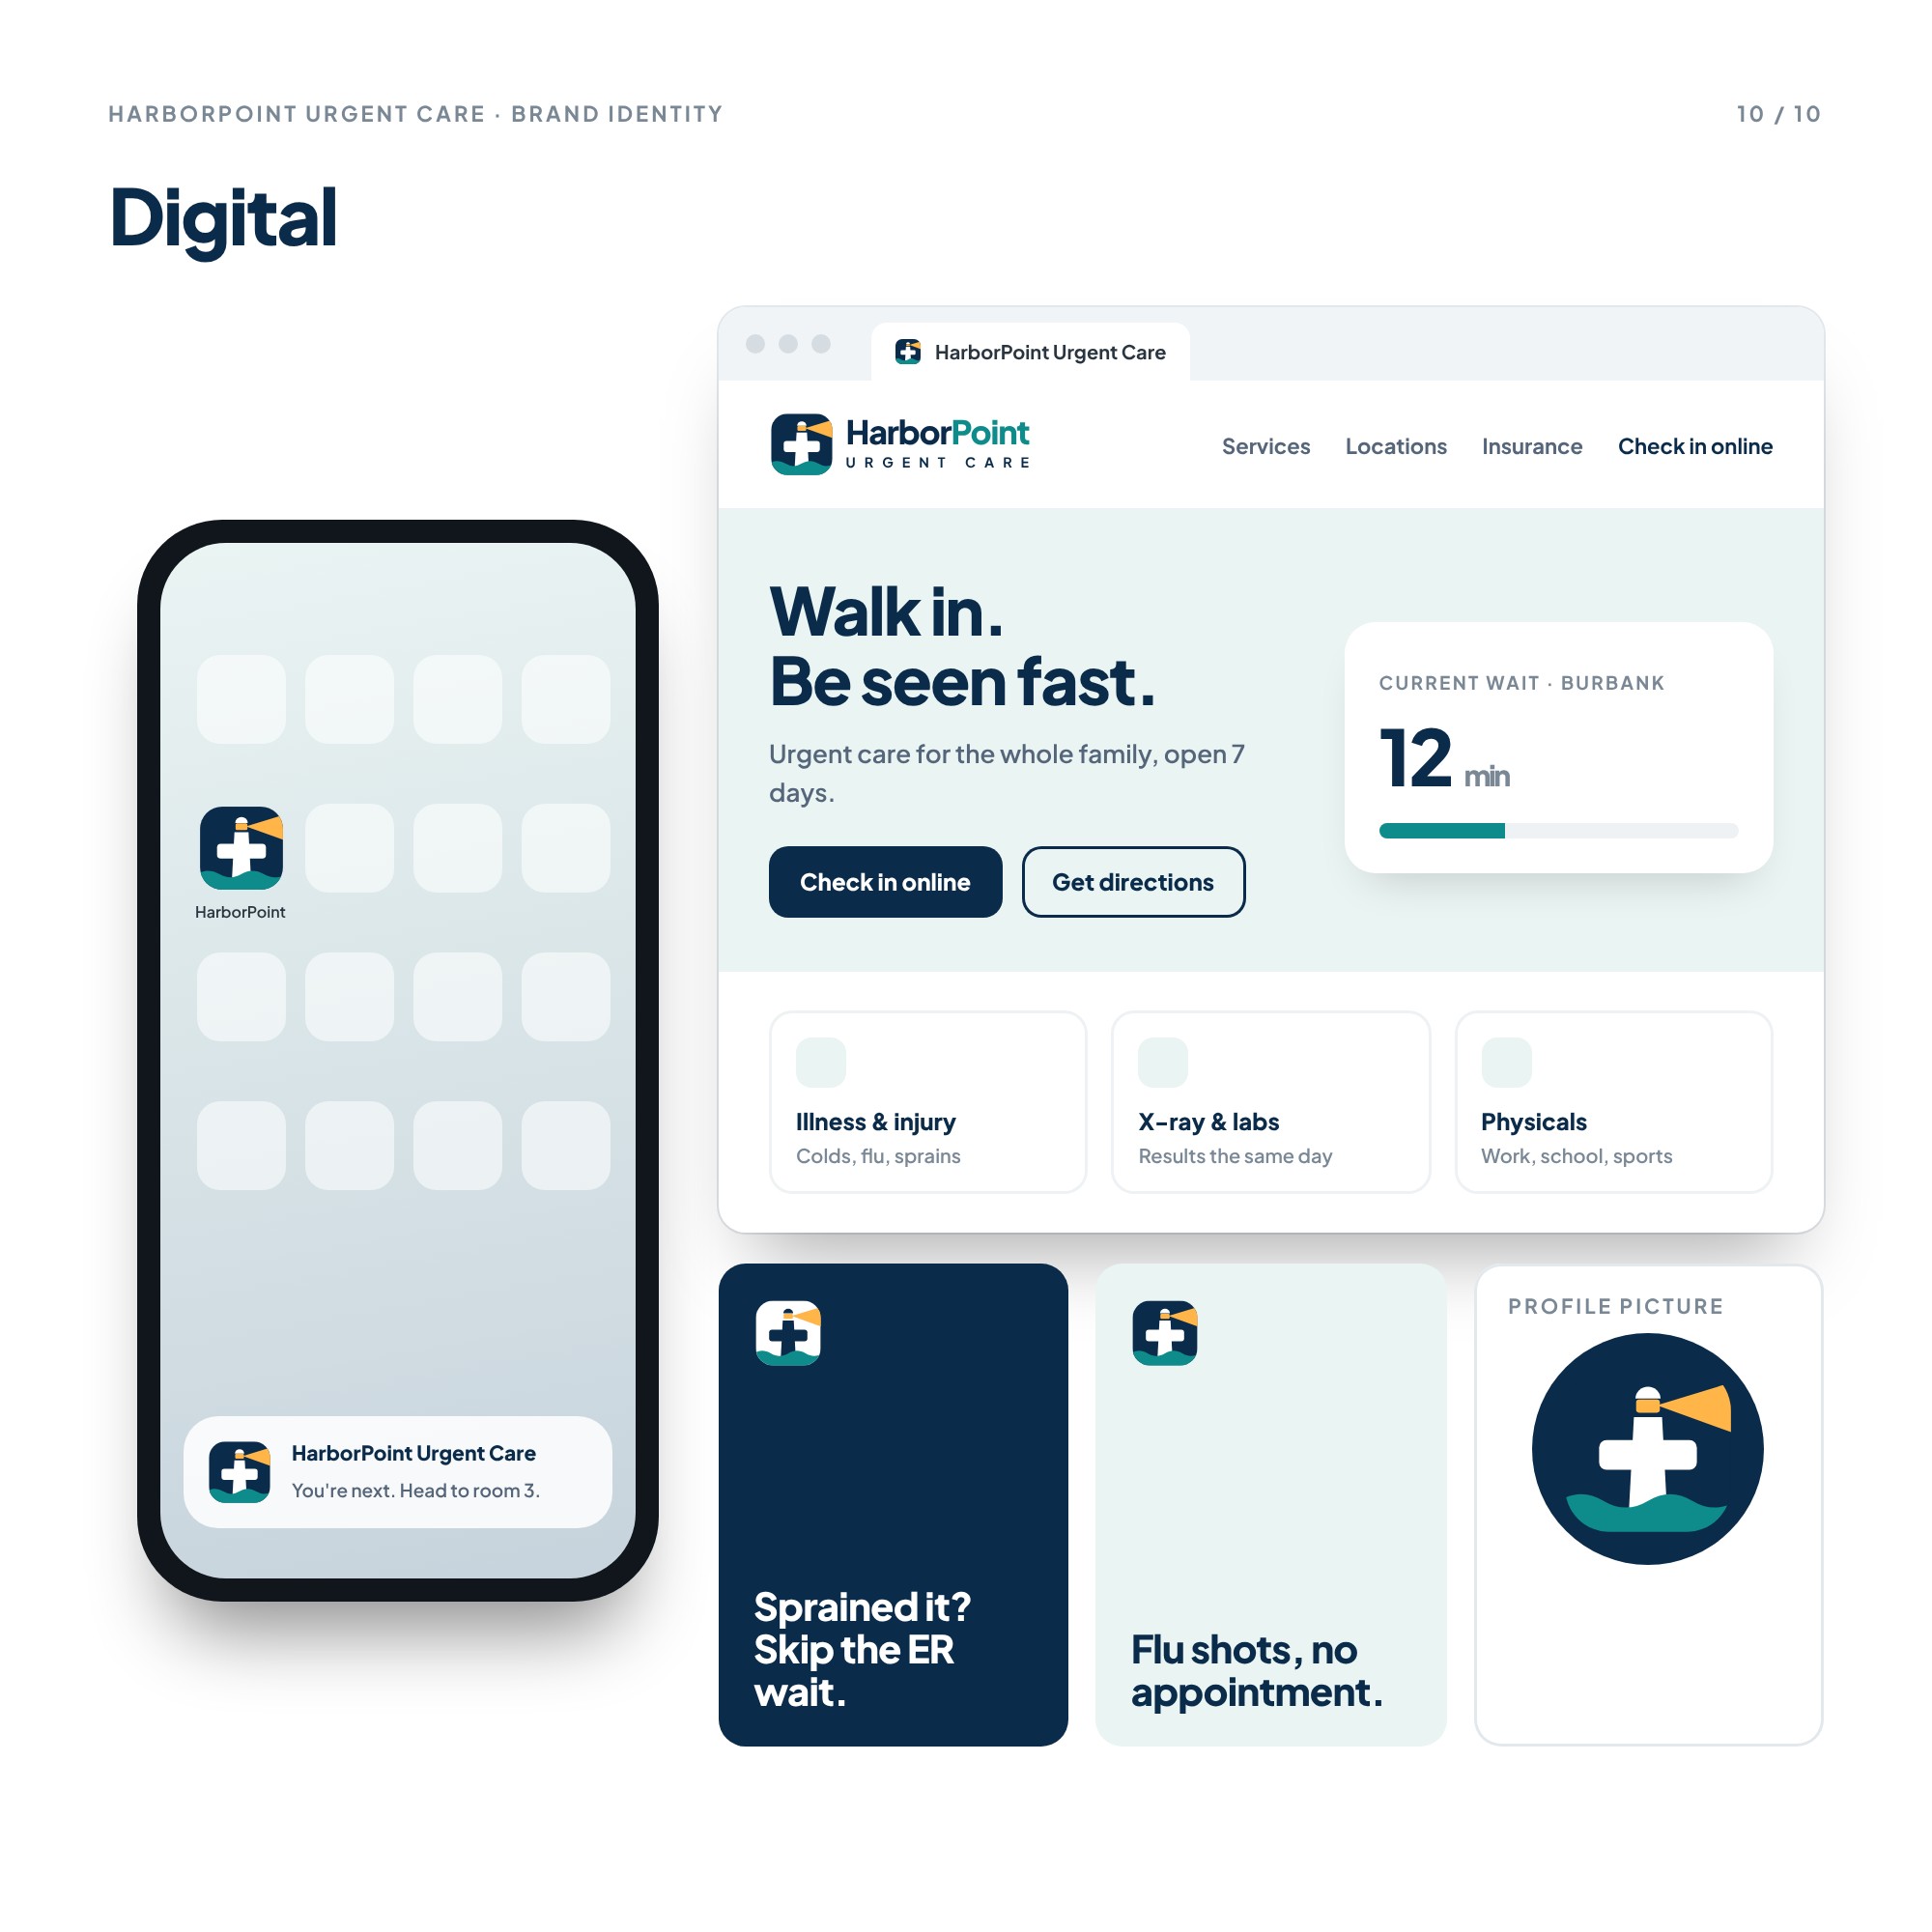 HARBORPOINT URGENT CARE · BRAND IDENTITY
10 / 10
Digital
HarborPoint Urgent Care
HarborPoint
URGENT CARE
Services
Locations
Insurance
Check in online
Walk in.
Be seen fast.
Urgent care for the whole family, open 7
days.
Check in online
Get directions
CURRENT WAIT · BURBANK
12 min
Illness & injury
Colds, flu, sprains
X-ray & labs
Results the same day
Physicals
Work, school, sports
HarborPoint
HarborPoint Urgent Care
You're next. Head to room 3.
Sprained it?
Skip the ER
wait.
Flu shots, no
appointment.
PROFILE PICTURE